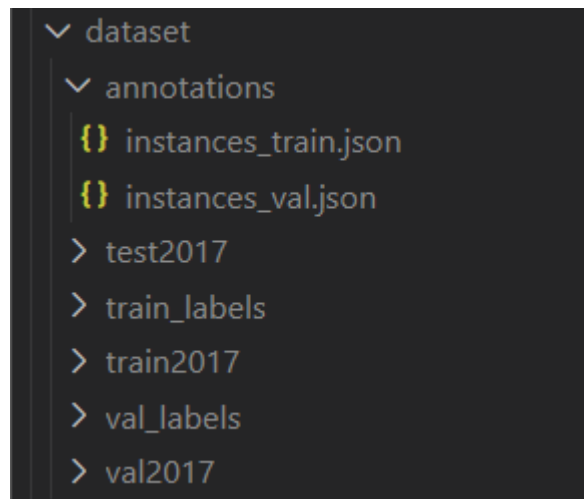 dataset
annotations
{} instances_train.json
{} instances_val.json
test2017
train_labels
train2017
val_labels
val2017